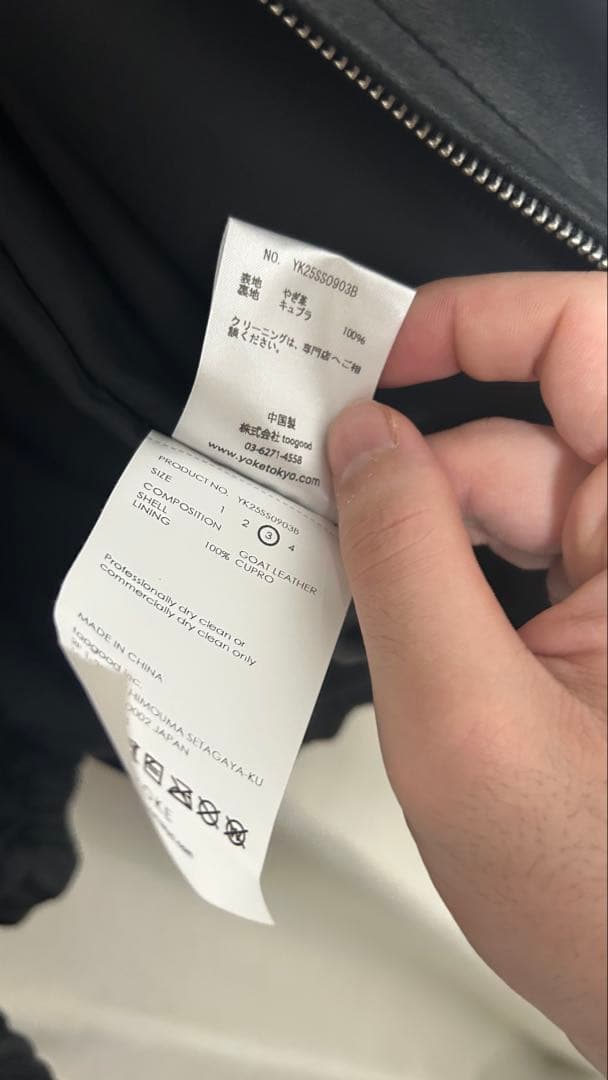 NO. YK25SS0903B
表地 やぎ革
裏地 キュプラ 100%
クリーニングは、専門店へご相
談ください。
中国製
株式会社 toogood
03-6271-4558
www.yoketokyo.com
PRODUCT NO. YK25SS0903B
SIZE 1 2 3 4
COMPOSITION
SHELL GOAT LEATHER
LINING 100% CUPRO
Professionally dry clean or
commercially dry clean only
MADE IN CHINA
toogood inc.
SHIMOUMA SETAGAYA-KU
0002 JAPAN
OKE